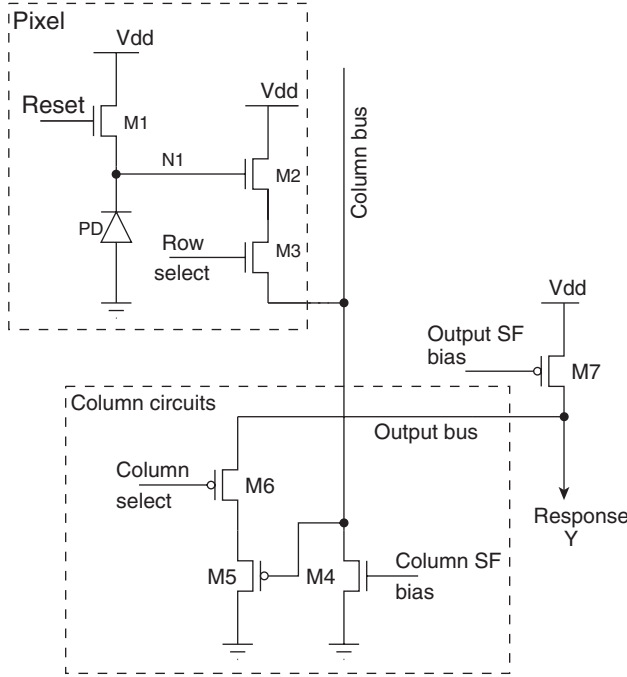 Pixel
Vdd
Reset
M1
Vdd
N1
M2
PD
Row
select
M3
Column bus
Vdd
Output SF
bias
M7
Column circuits
Output bus
Column
select
M6
Response
Y
M5
M4
Column SF
bias